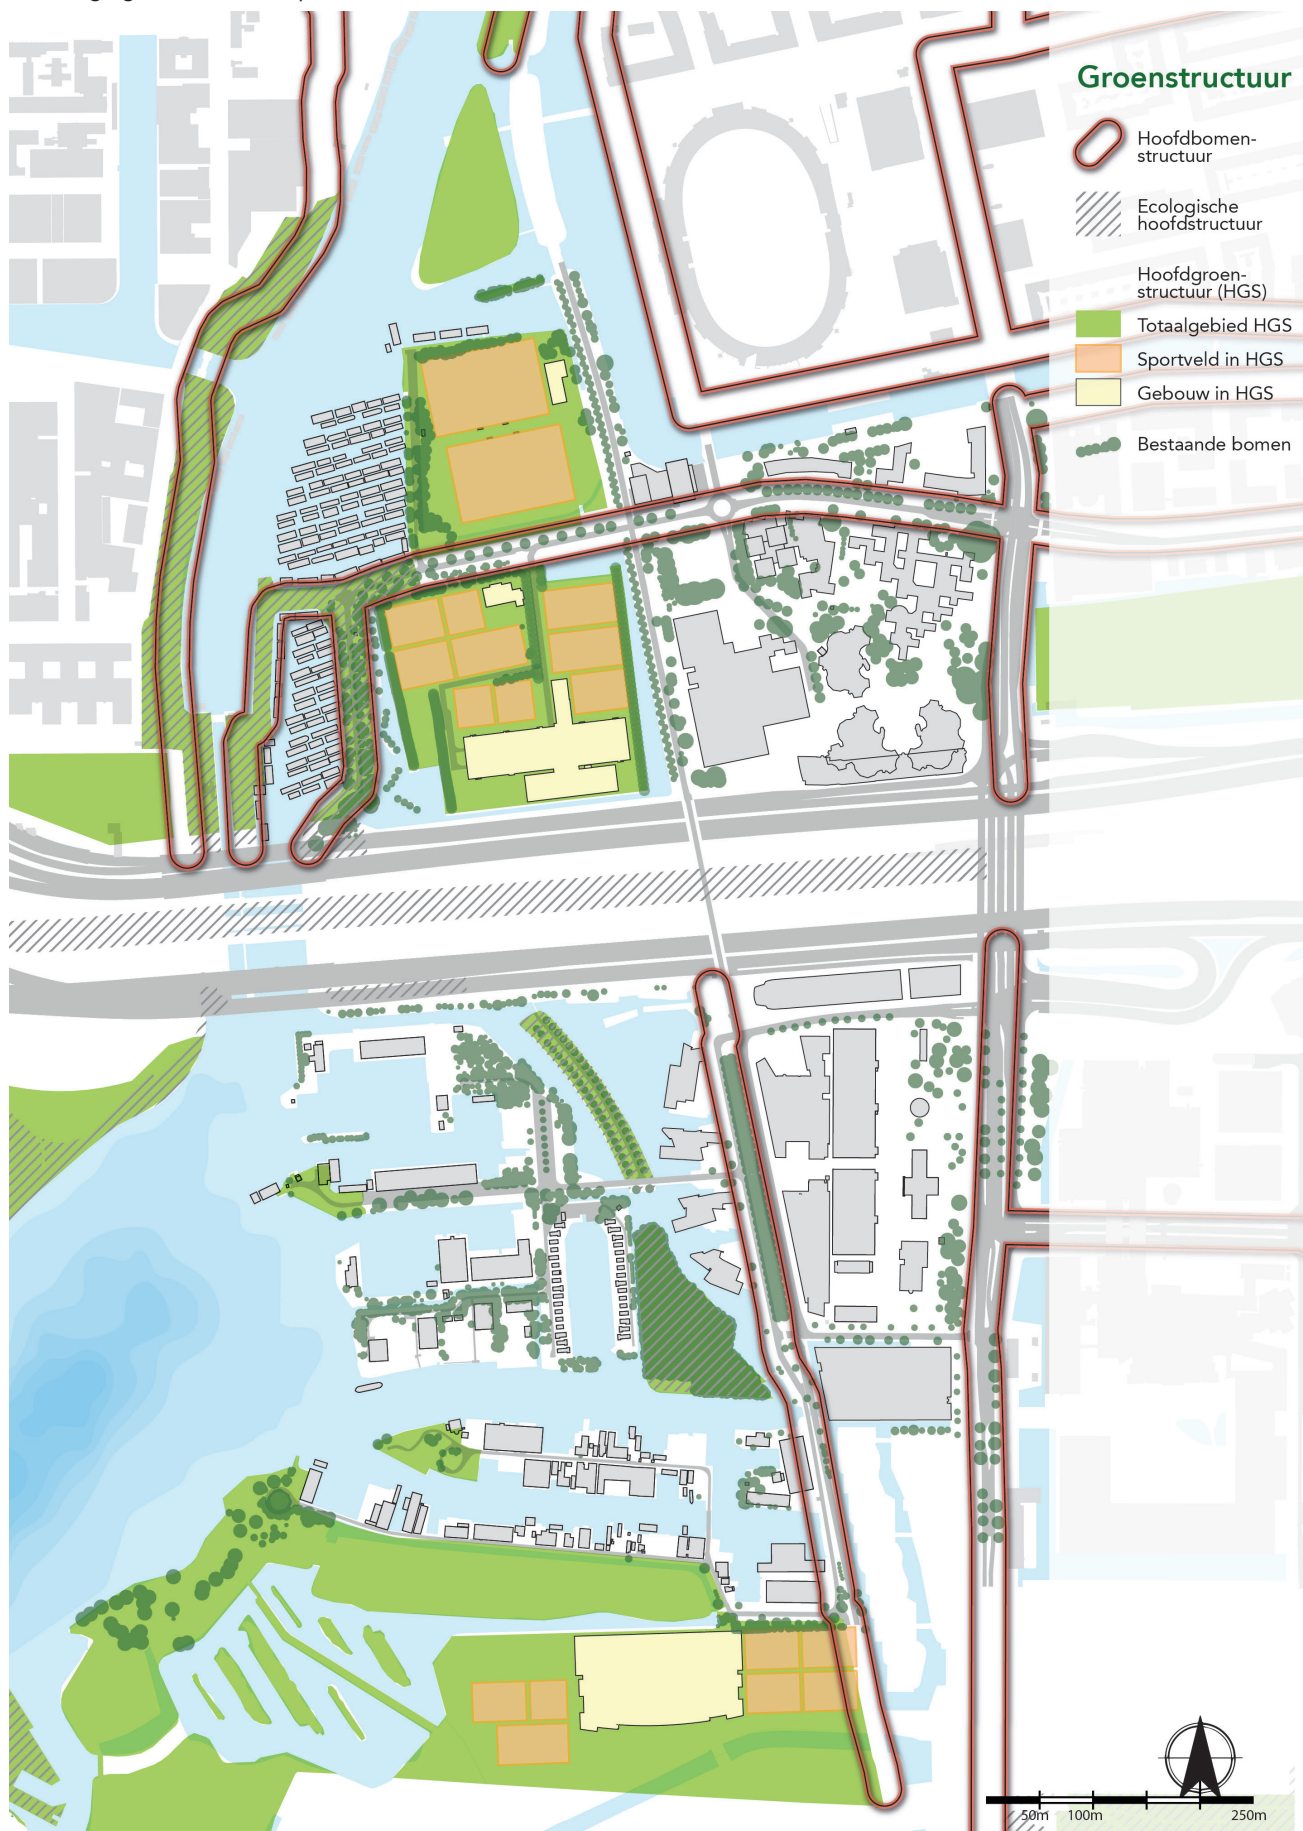 Groenstructuur
Hoofdbomen-
structuur
Ecologische
hoofdstructuur
Hoofdgroen-
structuur (HGS)
Totaalgebied HGS
Sportveld in HGS
Gebouw in HGS
Bestaande bomen
50m 100m 250m